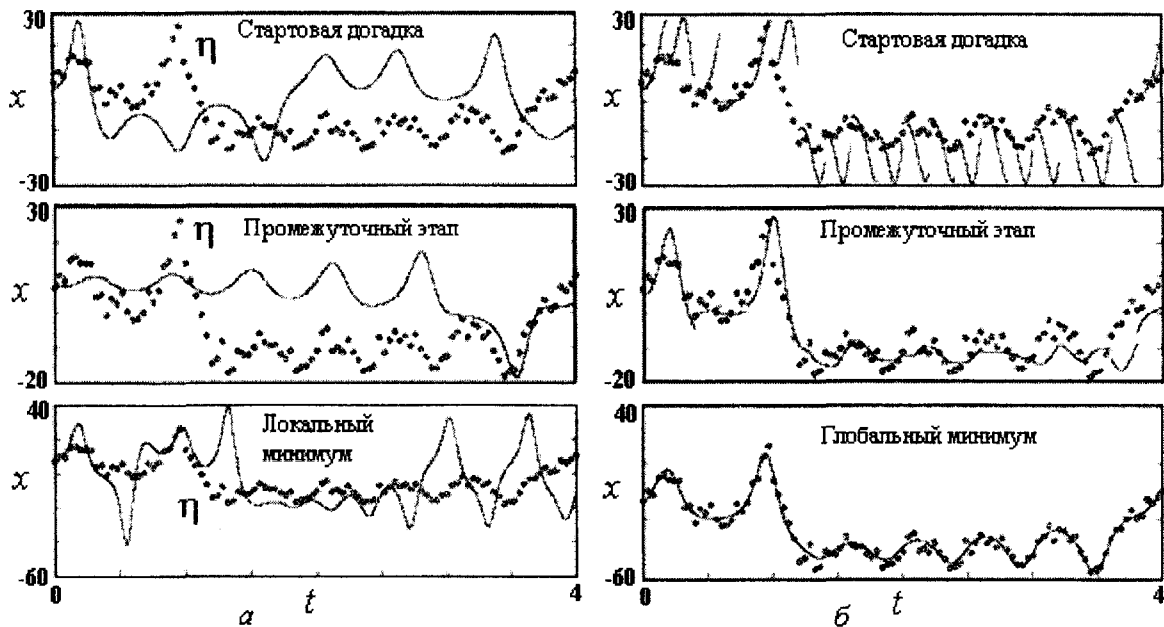 30
η
Стартовая догадка
x
-30
30
η
Промежуточный этап
x
-20
40
Локальный
минимум
x
η
-60
0
t
4
а
30
Стартовая догадка
x
-30
30
Промежуточный этап
x
-20
40
Глобальный минимум
x
-60
0
t
4
б